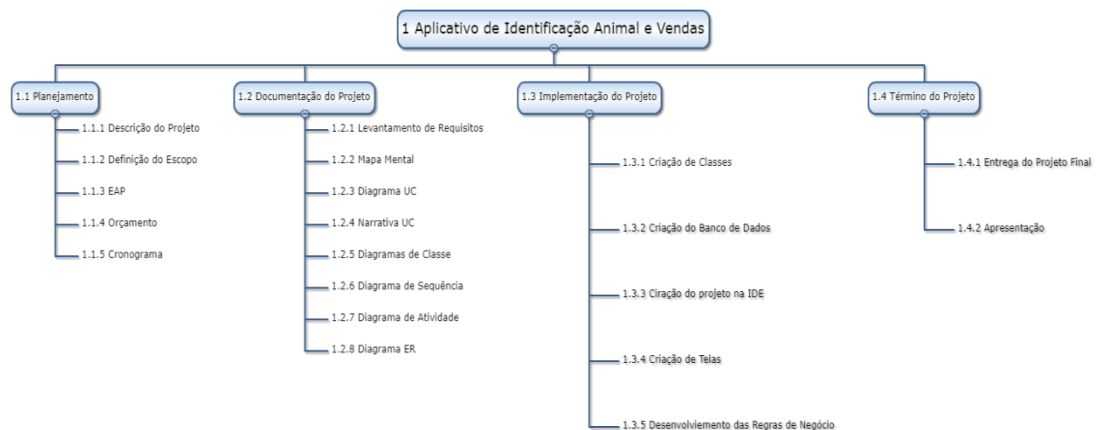 1 Aplicativo de Identificação Animal e Vendas
1.1 Planejamento
1.1.1 Descrição do Projeto
1.1.2 Definição do Escopo
1.1.3 EAP
1.1.4 Orçamento
1.1.5 Cronograma
1.2 Documentação do Projeto
1.2.1 Levantamento de Requisitos
1.2.2 Mapa Mental
1.2.3 Diagrama UC
1.2.4 Narrativa UC
1.2.5 Diagramas de Classe
1.2.6 Diagrama de Sequência
1.2.7 Diagrama de Atividade
1.2.8 Diagrama ER
1.3 Implementação do Projeto
1.3.1 Criação de Classes
1.3.2 Criação do Banco de Dados
1.3.3 Ciração do projeto na IDE
1.3.4 Criação de Telas
1.3.5 Desenvolviemento das Regras de Negócio
1.4 Término do Projeto
1.4.1 Entrega do Projeto Final
1.4.2 Apresentação